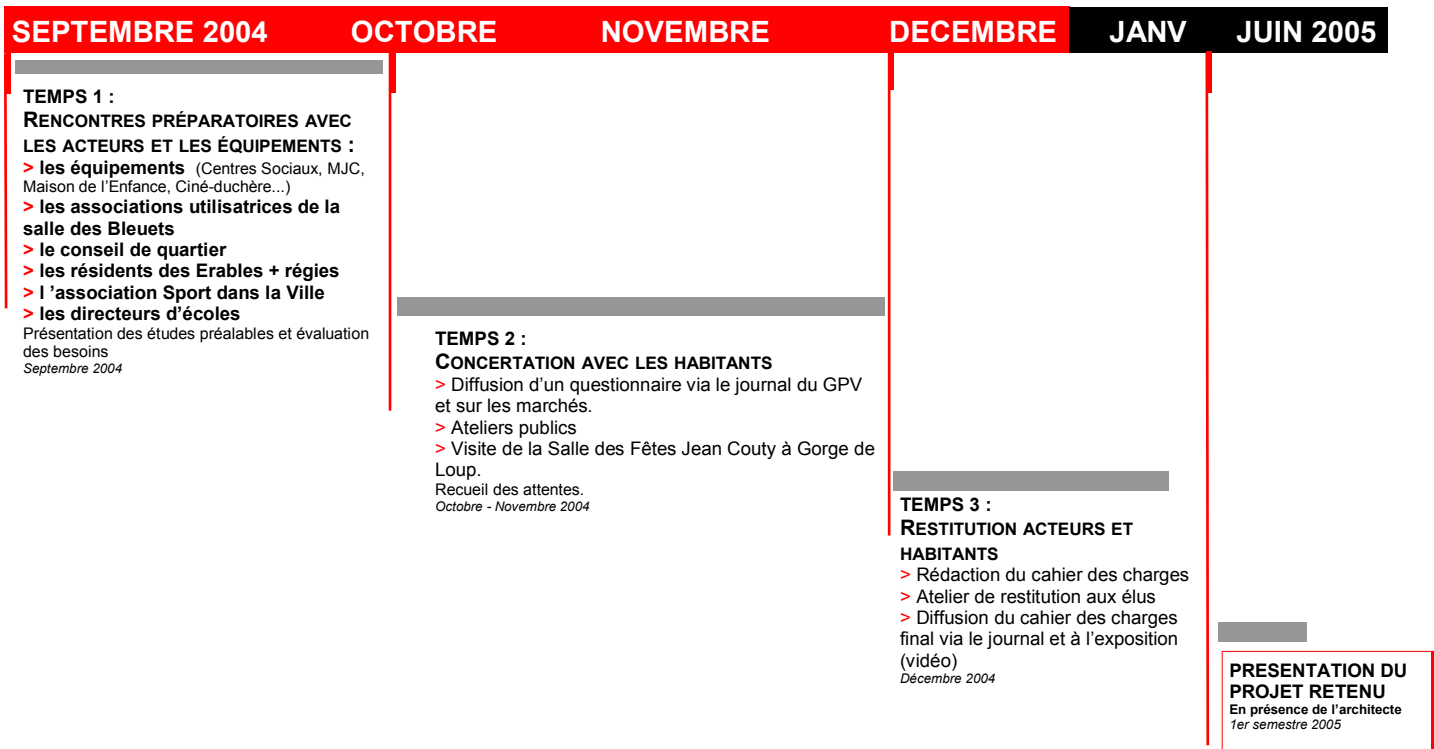 SEPTEMBRE 2004 OCTOBRE NOVEMBRE DECEMBRE JANV JUIN 2005
TEMPS 1 :
RENCONTRES PRÉPARATOIRES AVEC
LES ACTEURS ET LES ÉQUIPEMENTS :
> les équipements (Centres Sociaux, MJC,
Maison de l'Enfance, Ciné-duchère...)
> les associations utilisatrices de la
salle des Bleuets
> le conseil de quartier
> les résidents des Erables + régies
> l 'association Sport dans la Ville
> les directeurs d'écoles
Présentation des études préalables et évaluation
des besoins
Septembre 2004
TEMPS 2 :
CONCERTATION AVEC LES HABITANTS
> Diffusion d'un questionnaire via le journal du GPV
et sur les marchés.
> Ateliers publics
> Visite de la Salle des Fêtes Jean Couty à Gorge de
Loup.
Recueil des attentes.
Octobre - Novembre 2004
TEMPS 3 :
RESTITUTION ACTEURS ET
HABITANTS
> Rédaction du cahier des charges
> Atelier de restitution aux élus
> Diffusion du cahier des charges
final via le journal et à l'exposition
(vidéo)
Décembre 2004
PRESENTATION DU
PROJET RETENU
En présence de l'architecte
1er semestre 2005